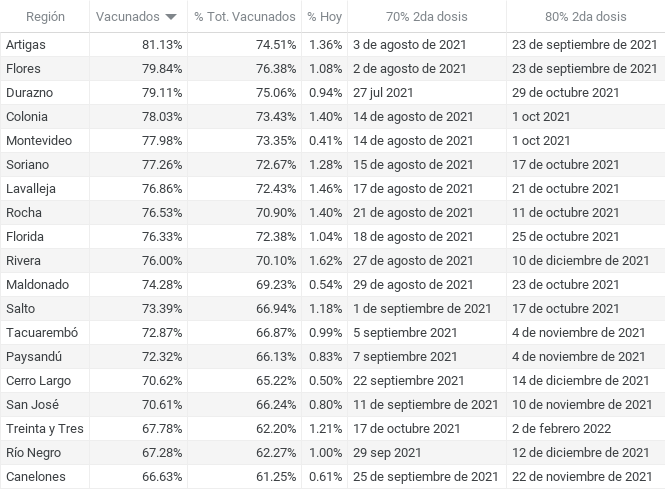 Región Vacunados % Tot. Vacunados % Hoy 70% 2da dosis 80% 2da dosis
Artigas 81.13% 74.51% 1.36% 3 de agosto de 2021 23 de septiembre de 2021
Flores 79.84% 76.38% 1.08% 2 de agosto de 2021 23 de septiembre de 2021
Durazno 79.11% 75.06% 0.94% 27 jul 2021 29 de octubre 2021
Colonia 78.03% 73.43% 1.40% 14 de agosto de 2021 1 oct 2021
Montevideo 77.98% 73.35% 0.41% 14 de agosto de 2021 1 oct 2021
Soriano 77.26% 72.67% 1.28% 15 de agosto de 2021 17 de octubre 2021
Lavalleja 76.86% 72.43% 1.46% 17 de agosto de 2021 21 de octubre 2021
Rocha 76.53% 70.90% 1.40% 21 de agosto de 2021 11 de octubre 2021
Florida 76.33% 72.38% 1.04% 18 de agosto de 2021 25 de octubre 2021
Rivera 76.00% 70.10% 1.62% 27 de agosto de 2021 10 de diciembre de 2021
Maldonado 74.28% 69.23% 0.54% 29 de agosto de 2021 23 de octubre 2021
Salto 73.39% 66.94% 1.18% 1 de septiembre de 2021 17 de octubre 2021
Tacuarembó 72.87% 66.87% 0.99% 5 septiembre 2021 4 de noviembre de 2021
Paysandú 72.32% 66.13% 0.83% 7 septiembre 2021 4 de noviembre de 2021
Cerro Largo 70.62% 65.22% 0.50% 22 septiembre 2021 14 de diciembre de 2021
San José 70.61% 66.24% 0.80% 11 de septiembre de 2021 10 de noviembre de 2021
Treinta y Tres 67.78% 62.20% 1.21% 17 de octubre 2021 2 de febrero 2022
Río Negro 67.28% 62.27% 1.00% 29 sep 2021 12 de diciembre de 2021
Canelones 66.63% 61.25% 0.61% 25 de septiembre de 2021 22 de noviembre de 2021